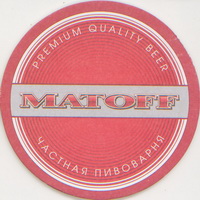 PREMIUM QUALITY BEER
MATOFF
ЧАСТНАЯ ПИВОВАРНЯ